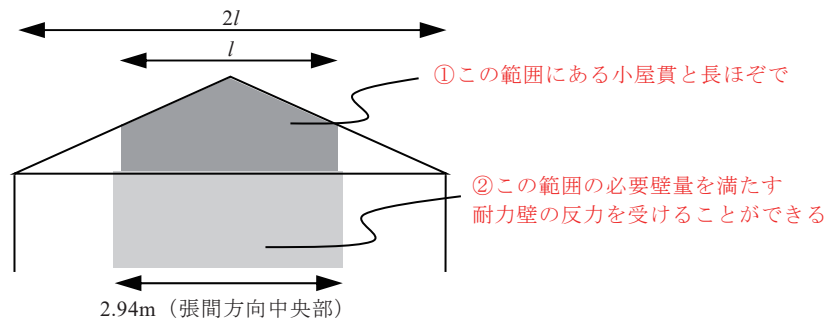 2l
l
①この範囲にある小屋貫と長ほぞで
②この範囲の必要壁量を満たす
耐力壁の反力を受けることができる
2.94m（張間方向中央部）